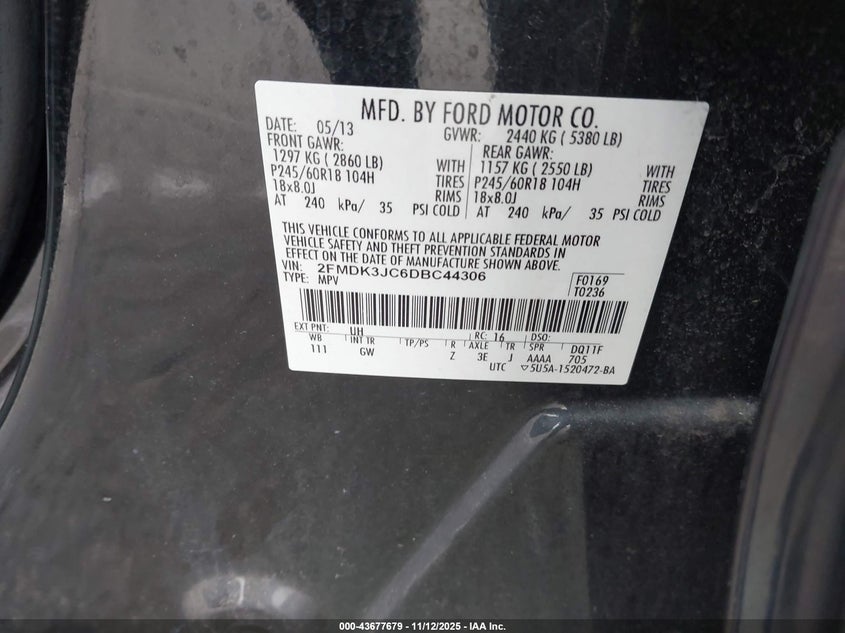 MFD. BY FORD MOTOR CO.
DATE: 05/13 GVWR: 2440 KG ( 5380 LB)
FRONT GAWR: REAR GAWR:
1297 KG ( 2860 LB) WITH 1157 KG ( 2550 LB) WITH
P245/60R18 104H TIRES P245/60R18 104H TIRES
18x8.0J RIMS 18x8.0J RIMS
AT 240 kPa/ 35 PSI COLD AT 240 kPa/ 35 PSI COLD
THIS VEHICLE CONFORMS TO ALL APPLICABLE FEDERAL MOTOR
VEHICLE SAFETY AND THEFT PREVENTION STANDARDS IN
EFFECT ON THE DATE OF MANUFACTURE SHOWN ABOVE.
VIN: 2FMDK3JC6DBC44306 F0169
TYPE: MPV T0236
EXT PNT: UH RC: 16 DSO:
WB INT TR TP/PS R AXLE TR SPR DQ11F
111 GW Z 3E J AAAA 705
UTC ▽5U5A-1520472-BA
000-43677679 - 11/12/2025 - IAA Inc.